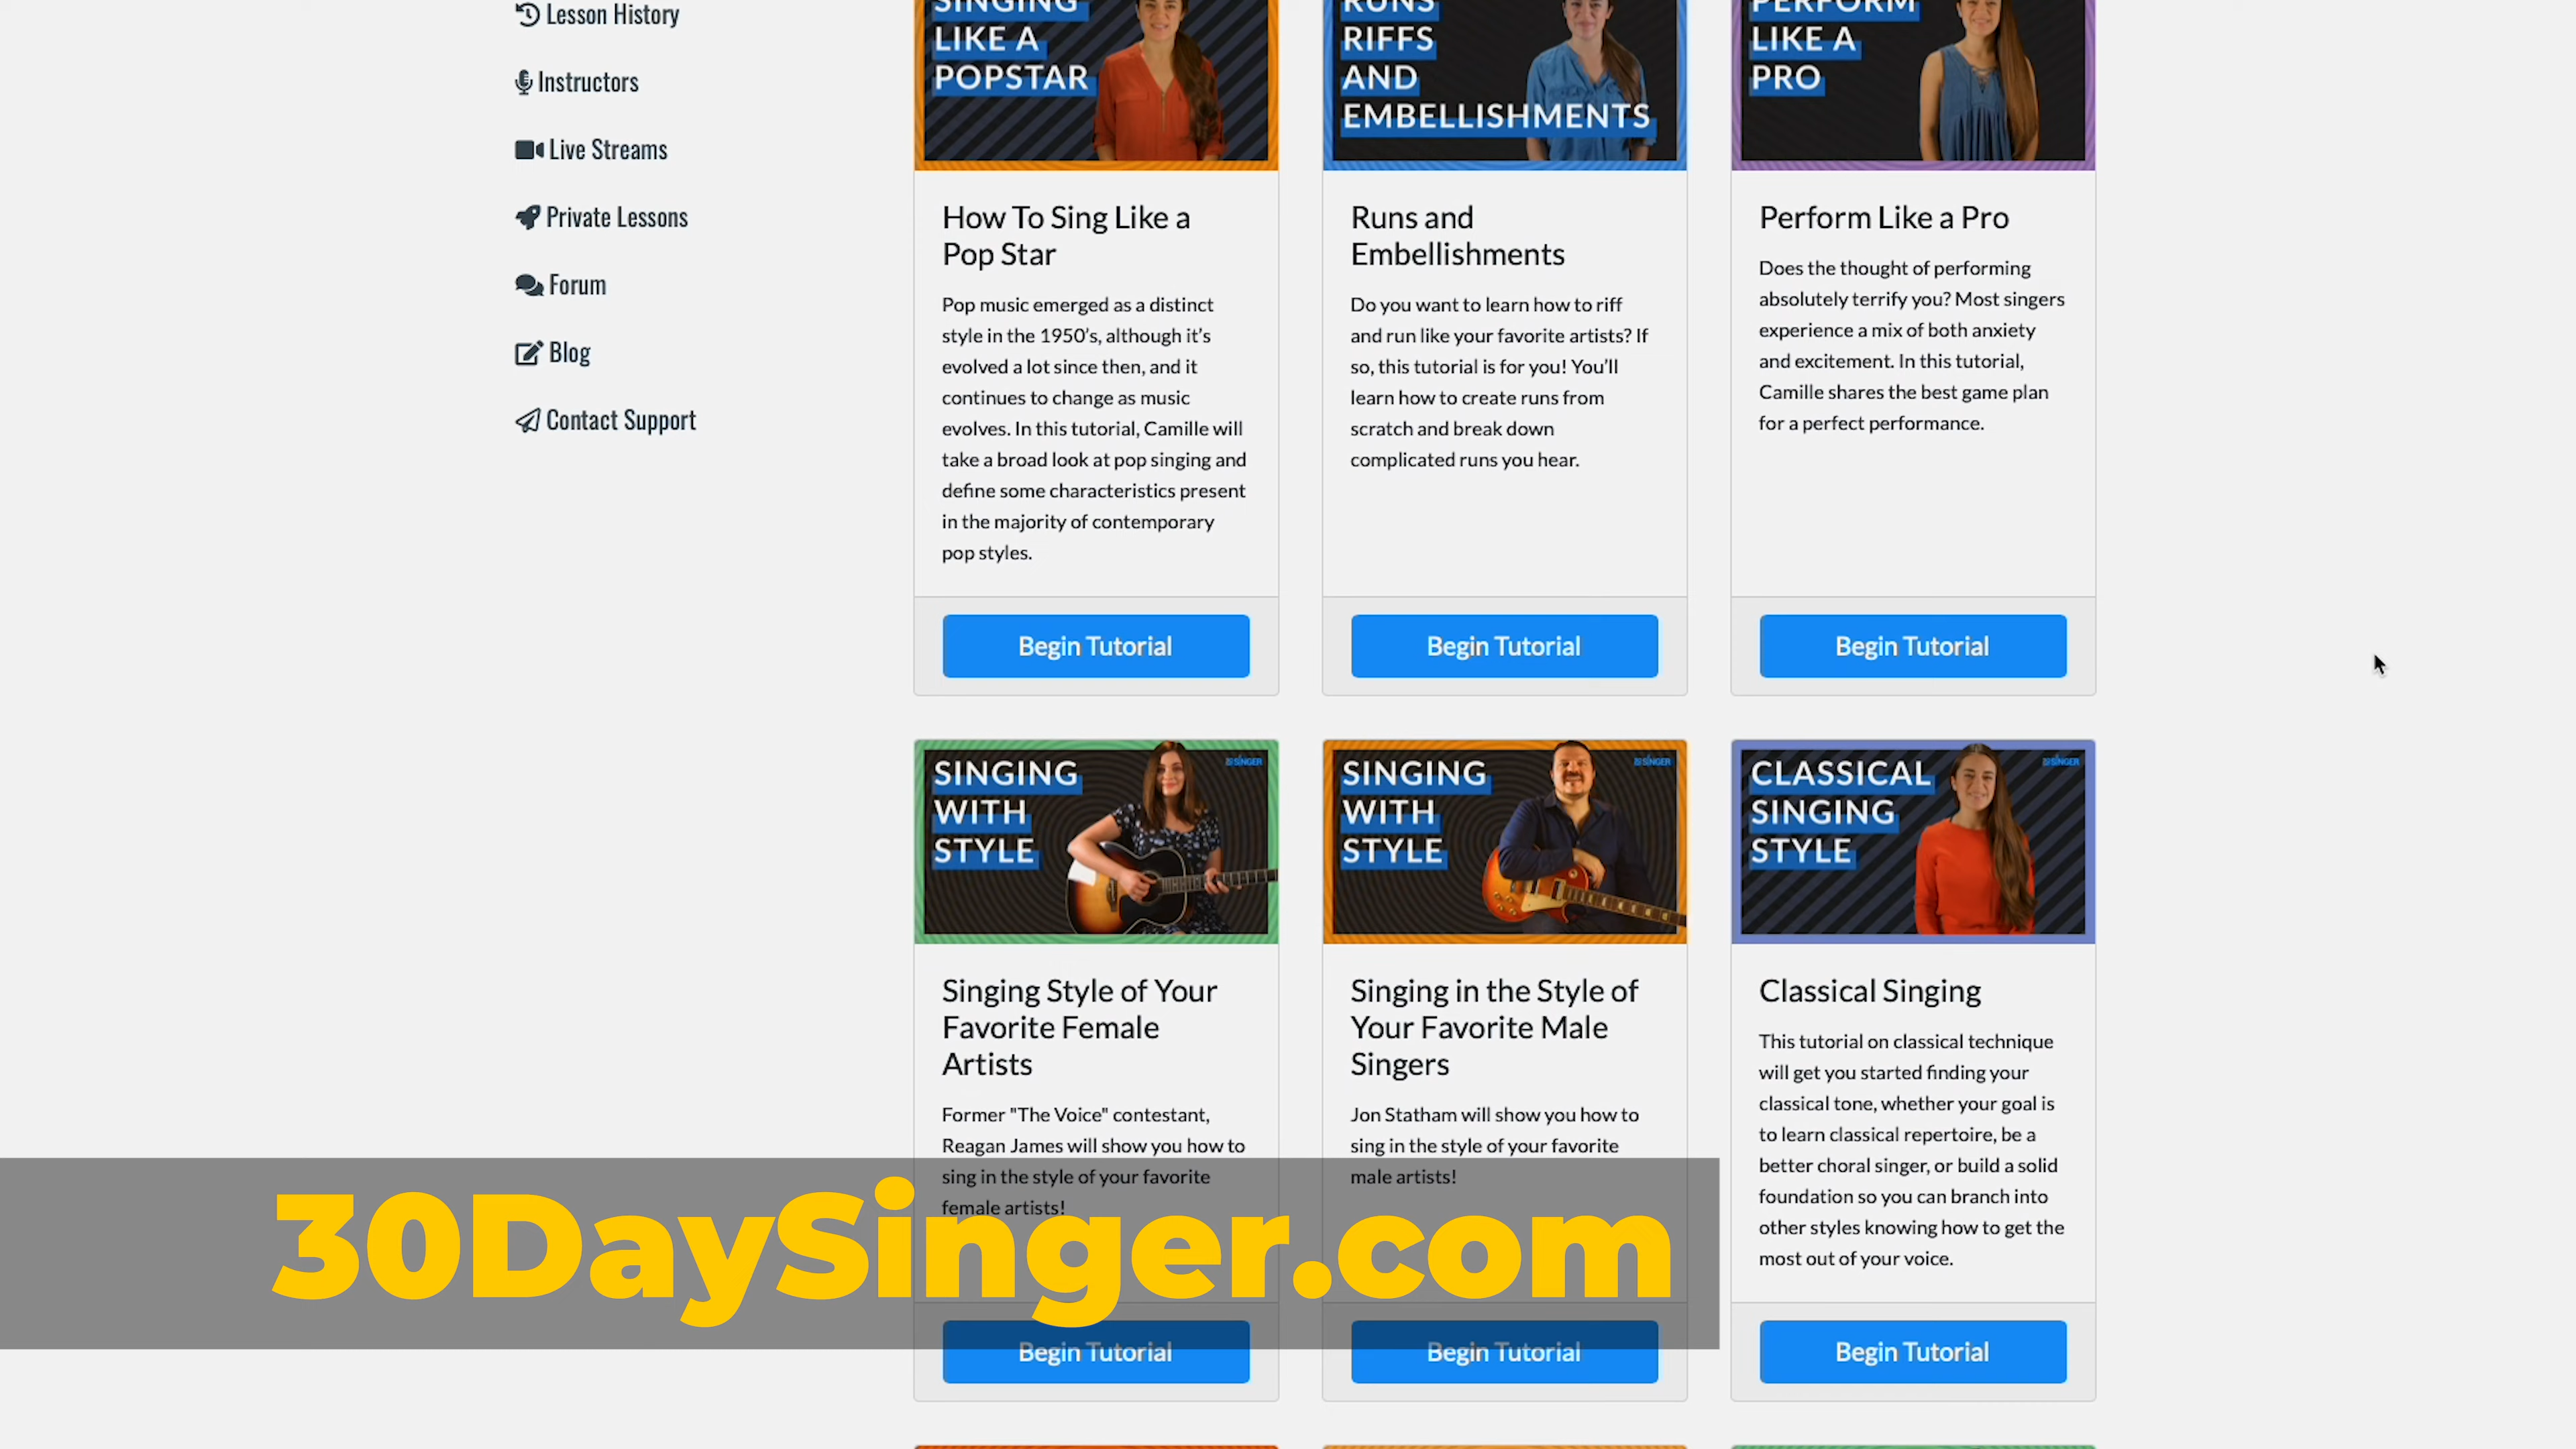 Lesson History
Instructors
Live Streams
Private Lessons
Forum
Blog
Contact Support
SINGING
LIKE A
POPSTAR
How To Sing Like a
Pop Star
Pop music emerged as a distinct
style in the 1950's, although it's
evolved a lot since then, and it
continues to change as music
evolves. In this tutorial, Camille will
take a broad look at pop singing and
define some characteristics present
in the majority of contemporary
pop styles.
Begin Tutorial
RUNS
RIFFS
AND
EMBELLISHMENTS
Runs and
Embellishments
Do you want to learn how to riff
and run like your favorite artists? If
so, this tutorial is for you! You'll
learn how to create runs from
scratch and break down
complicated runs you hear.
Begin Tutorial
PERFORM
LIKE A
PRO
Perform Like a Pro
Does the thought of performing
absolutely terrify you? Most singers
experience a mix of both anxiety
and excitement. In this tutorial,
Camille shares the best game plan
for a perfect performance.
Begin Tutorial
SINGING
WITH
STYLE
SINGER
Singing Style of Your
Favorite Female
Artists
Former "The Voice" contestant,
Reagan James will show you how to
sing in the style of your favorite
female artists!
Begin Tutorial
SINGING
WITH
STYLE
SINGER
Singing in the Style of
Your Favorite Male
Singers
Jon Statham will show you how to
sing in the style of your favorite
male artists!
Begin Tutorial
CLASSICAL
SINGING
STYLE
SINGER
Classical Singing
This tutorial on classical technique
will get you started finding your
classical tone, whether your goal is
to learn classical repertoire, be a
better choral singer, or build a solid
foundation so you can branch into
other styles knowing how to get the
most out of your voice.
Begin Tutorial
30DaySinger.com